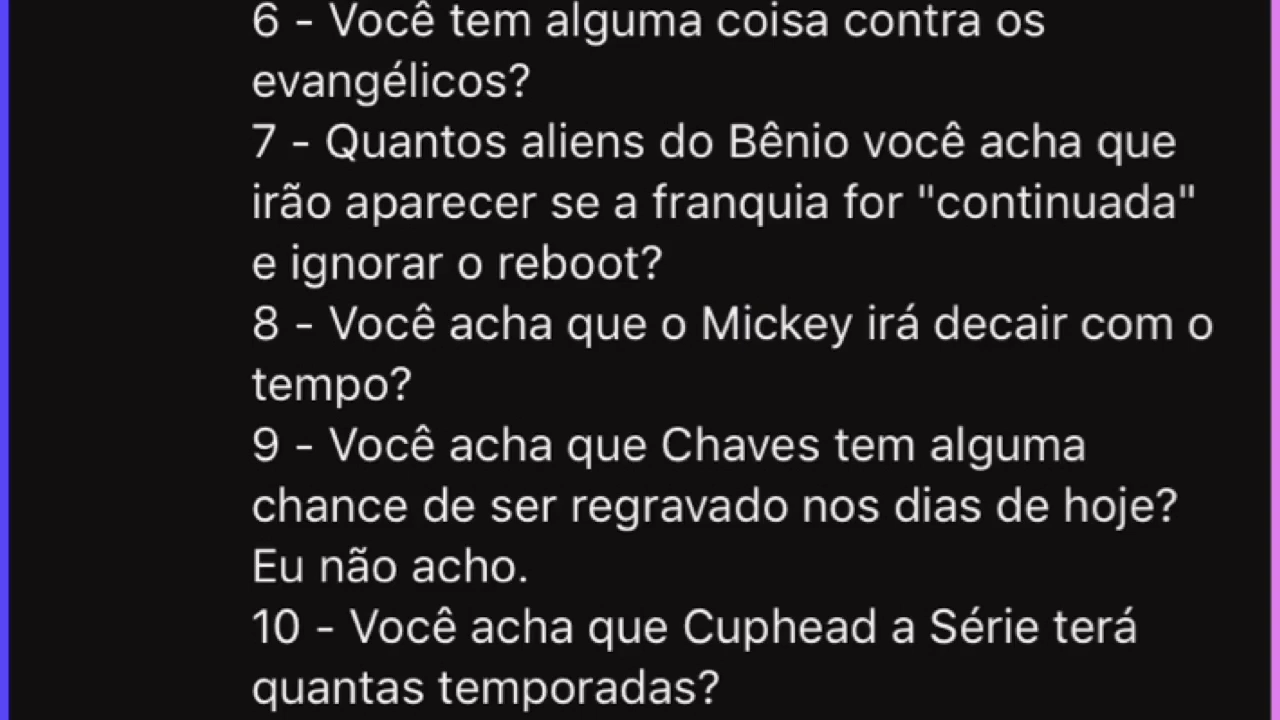 6 - Você tem alguma coisa contra os
evangélicos?
7 - Quantos aliens do Bênio você acha que
irão aparecer se a franquia for "continuada"
e ignorar o reboot?
8 - Você acha que o Mickey irá decair com o
tempo?
9 - Você acha que Chaves tem alguma
chance de ser regravado nos dias de hoje?
Eu não acho.
10 - Você acha que Cuphead a Série terá
quantas temporadas?